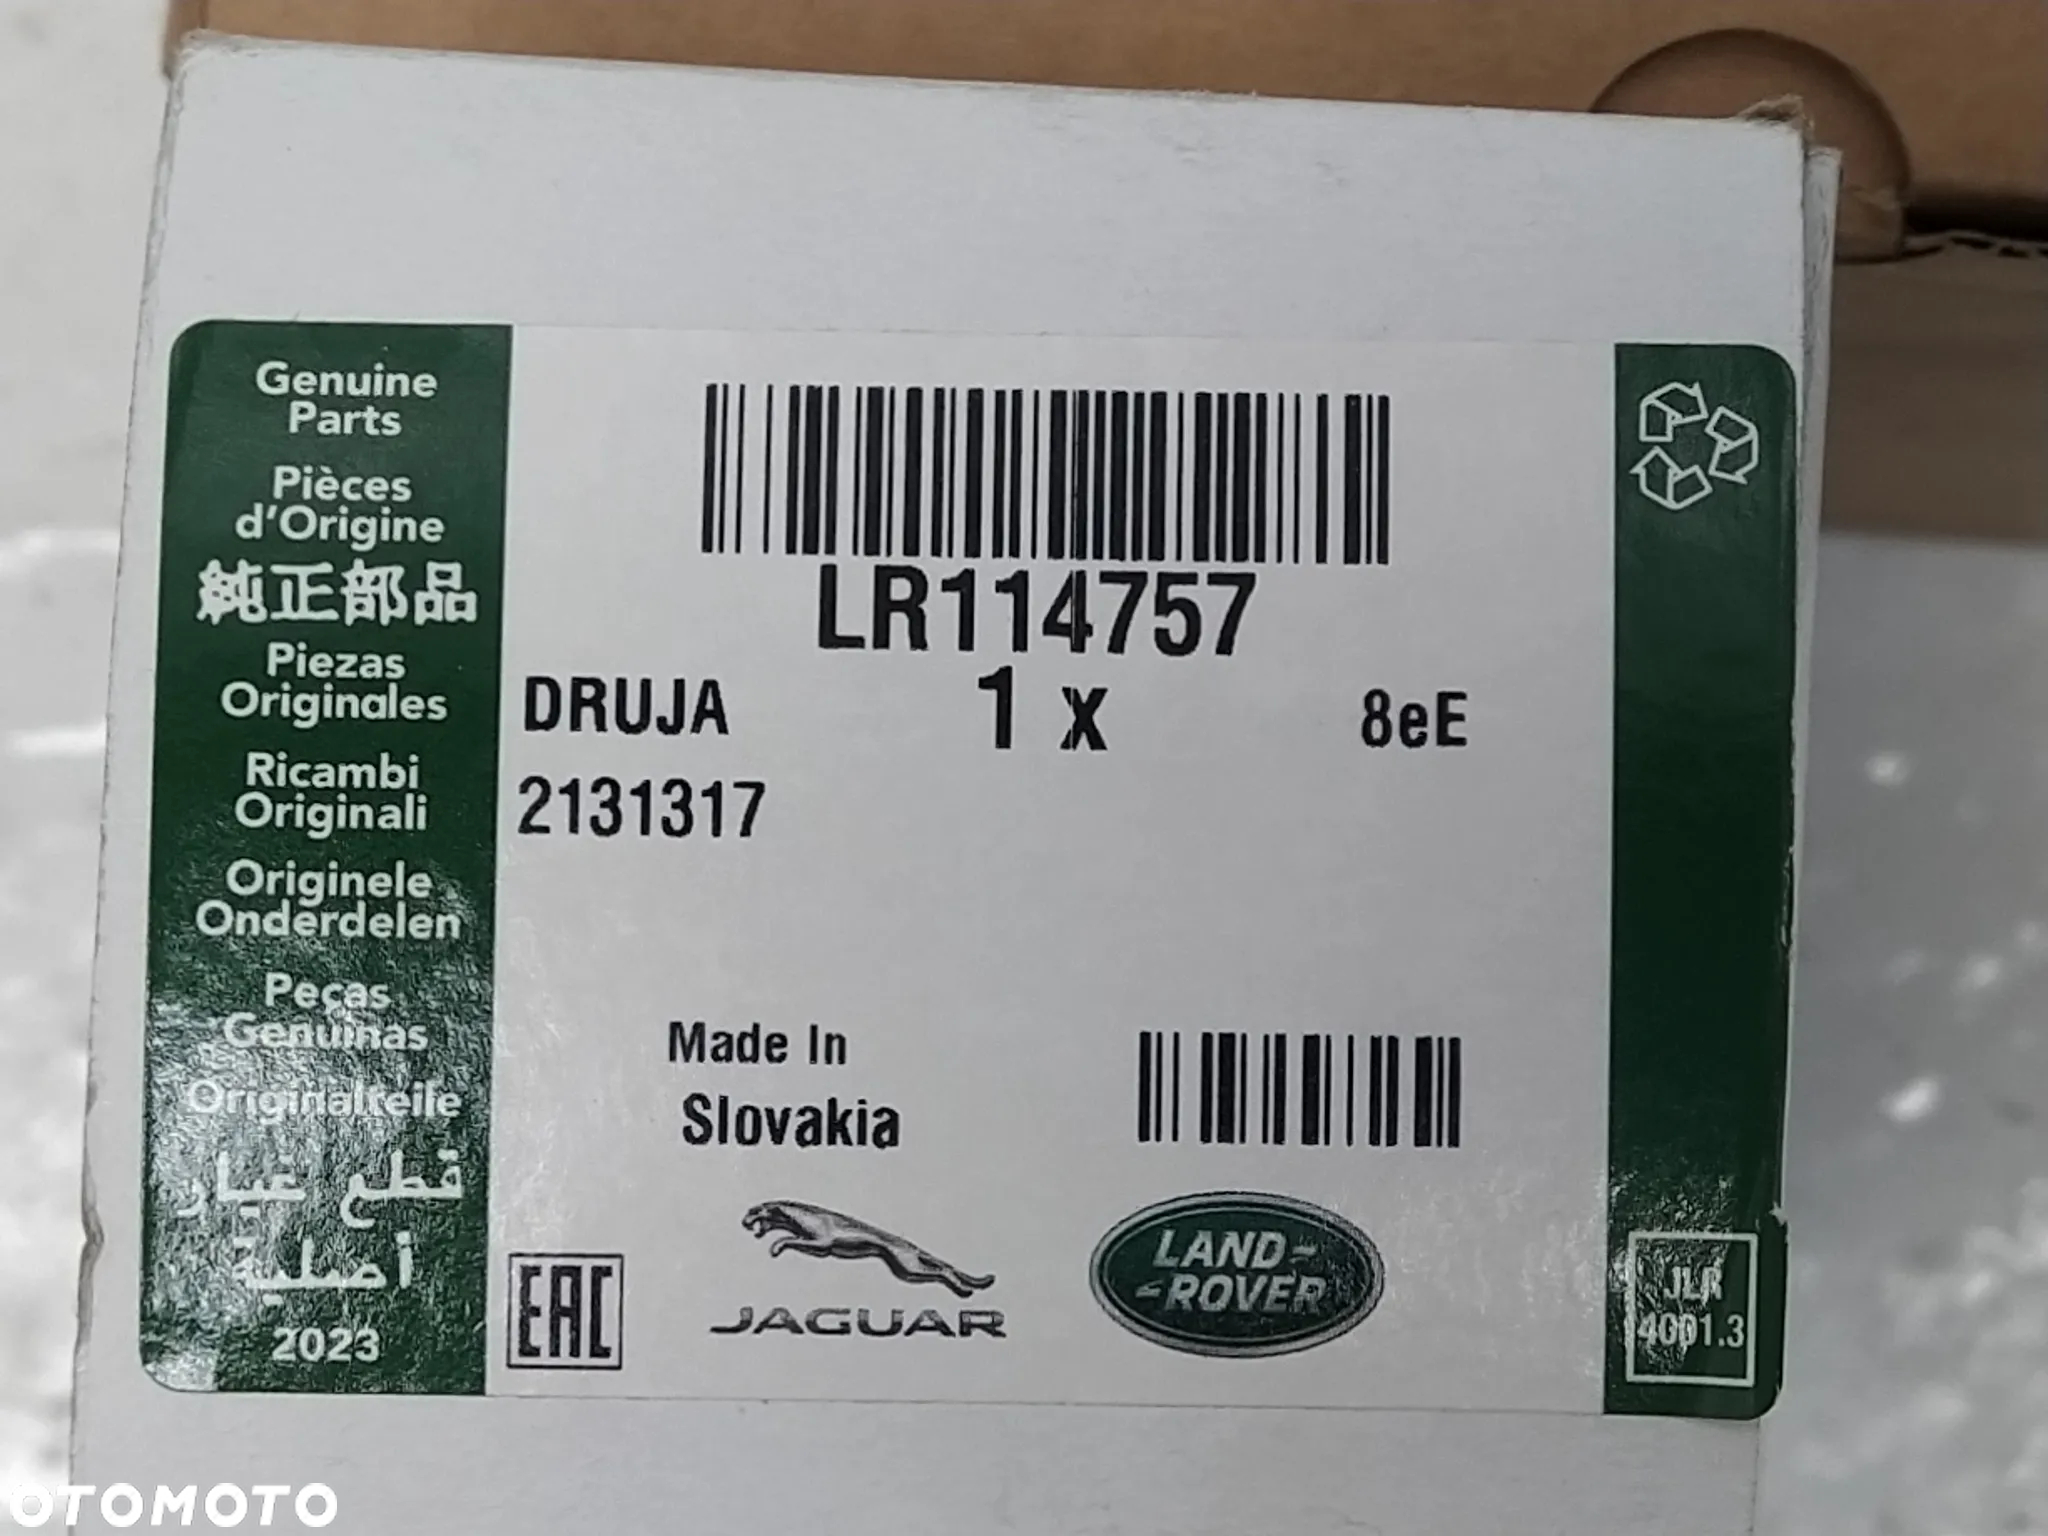 Genuine
Parts
Pièces
d'Origine
純正部品
Piezas
Originales
Ricambi
Originali
Originele
Onderdelen
Peças
Genuínas
Originalteile
قطع غيار
أصلية
2023
LR114757
DRUJA 1 x 8eE
2131317
Made In
Slovakia
EAC
JAGUAR
LAND-
-ROVER
JLR
14001.3
OTOMOTO